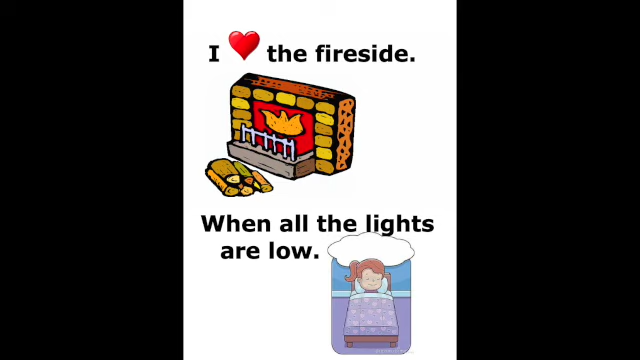 I ❤️ the fireside.
When all the lights
are low.